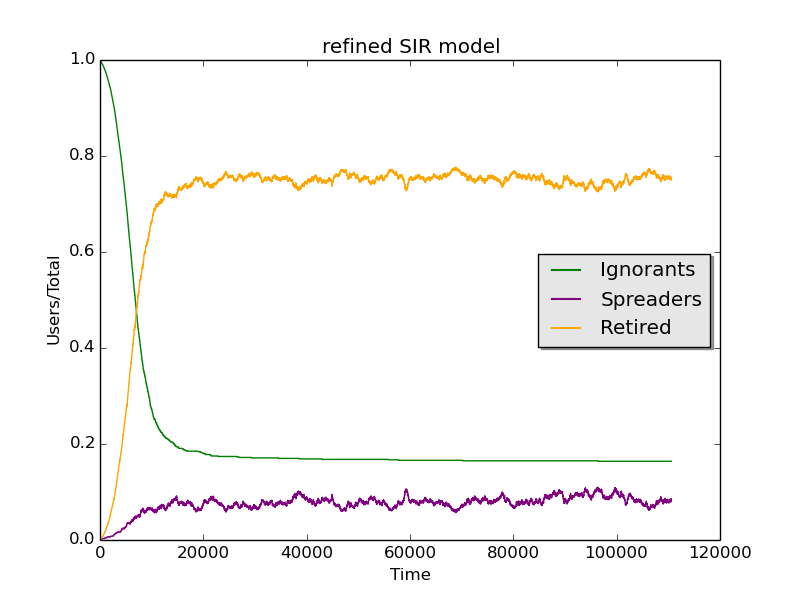 refined SIR model
1.0
0.8
0.6
0.4
0.2
0.0
Users/Total
Ignorants
Spreaders
Retired
0 20000 40000 60000 80000 100000 120000
Time